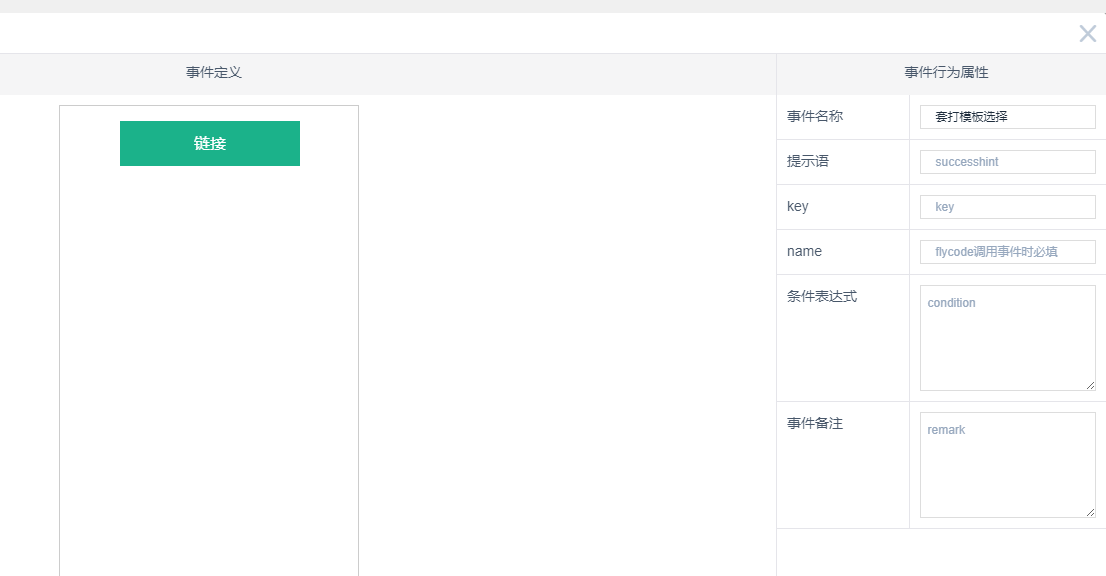 事件定义
事件行为属性
链接
事件名称
套打模板选择
提示语
successhint
key
key
name
flycode调用事件时必填
条件表达式
condition
事件备注
remark